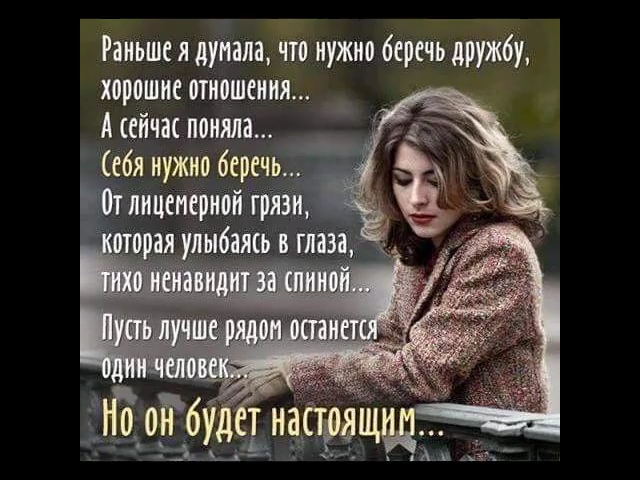 Раньше я думала, что нужно беречь дружбу,
хорошие отношения...
А сейчас поняла...
Себя нужно беречь...
От лицемерной грязи,
которая улыбаясь в глаза,
тихо ненавидит за спиной...
Пусть лучше рядом останется
один человек...
Но он будет настоящим...